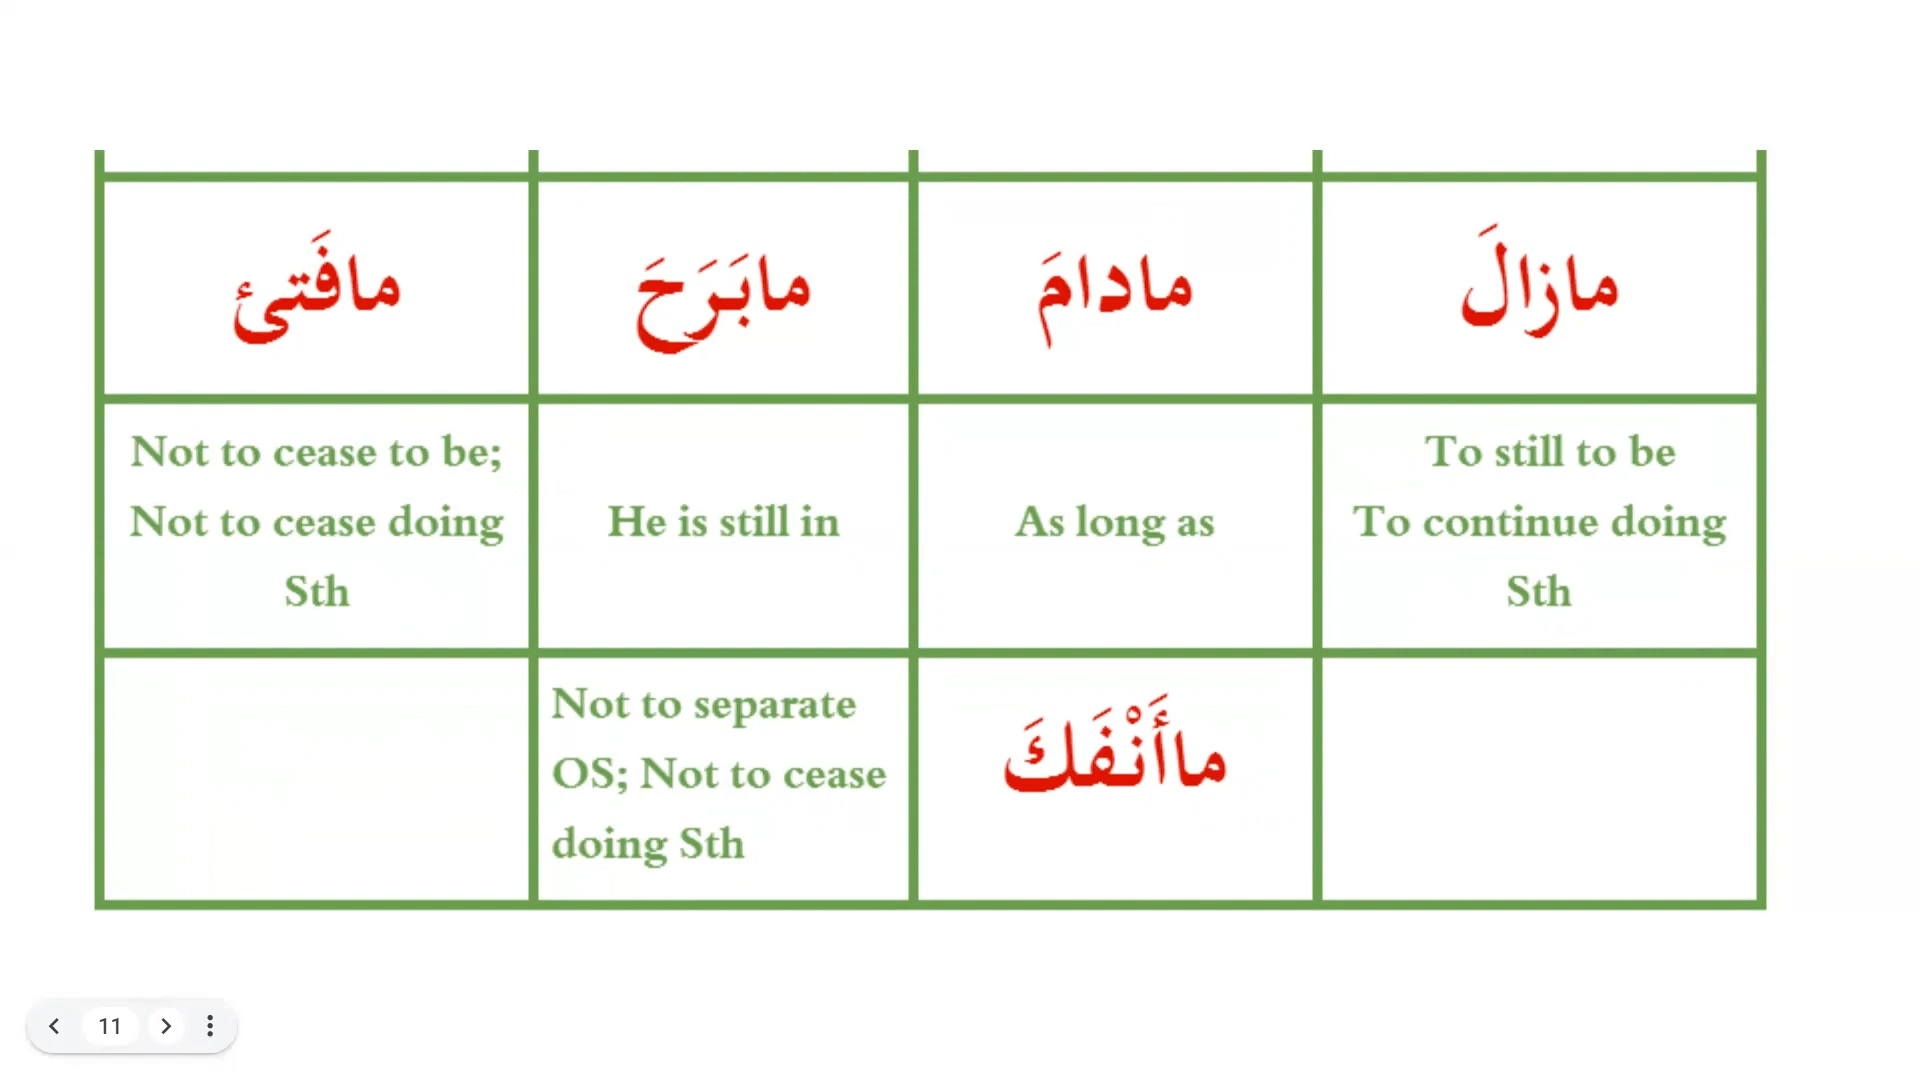 مازالَ
مادامَ
مابَرَحَ
مافَتئ
To still to be
To continue doing
Sth
As long as
He is still in
Not to cease to be;
Not to cease doing
Sth
ماأَنْفَكَ
Not to separate
OS; Not to cease
doing Sth
11